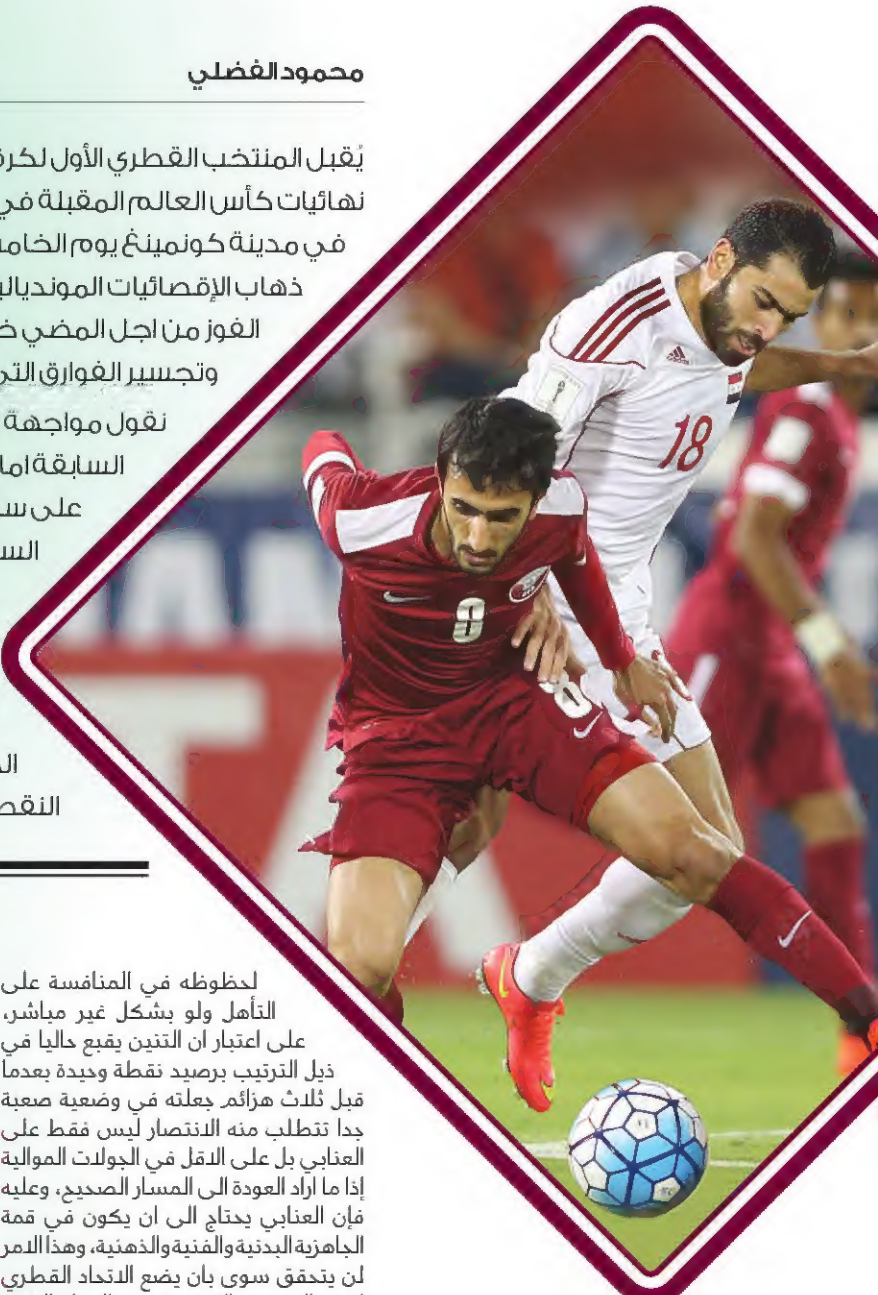 محمود الفضلي
يُقبل المنتخب القطري الأول لكرة
نهائيات كأس العالم المقبلة في
في مدينة كونمينغ يوم الخامس
ذهاب الإقصائيات المونديالية
الفوز من اجل المضي
وتجسير الفوارق التي
نقول مواجهة
السابقة امام
على
النقص
لحظوظه في المنافسة على
التأهل ولو بشكل غير مباشر،
على اعتبار ان التنين يقبع حاليا في
ذيل الترتيب برصيد نقطة وحيدة بعدما
قبل ثلاث هزائم جعلته في وضعية صعبة
جدا تتطلب منه الانتصار ليس فقط على
العنابي بل على الاقل في الجولات الموالية
إذا ما اراد العودة الى المسار الصحيح، وعليه
فإن العنابي يحتاج الى ان يكون في قمة
الجاهزية البدنية والفنية والذهنية، وهذا الامر
لن يتحقق سوى بأن يضع الاتحاد القطري
18
8
adidas
TA